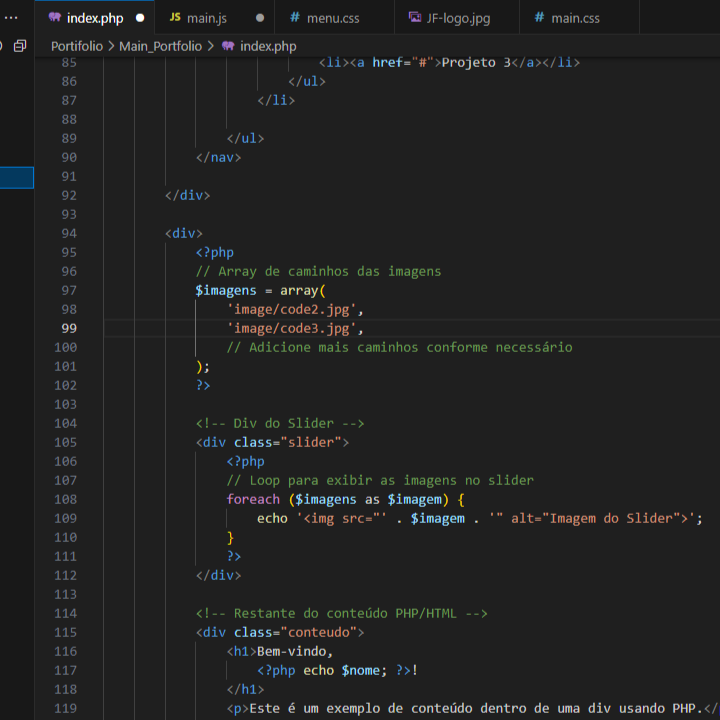 index.php
JS main.js
# menu.css
JF-logo.jpg
# main.css
Portifolio > Main_Portfolio > index.php
85 <li><a href="#">Projeto 3</a></li>
86 </ul>
87 </li>
88
89 </ul>
90 </nav>
91
92 </div>
93
94 <div>
95 <?php
96 // Array de caminhos das imagens
97 $imagens = array(
98 'image/code2.jpg',
99 'image/code3.jpg',
100 // Adicione mais caminhos conforme necessário
101 );
102 ?>
103
104 <!-- Div do Slider -->
105 <div class="slider">
106 <?php
107 // Loop para exibir as imagens no slider
108 foreach ($imagens as $imagem) {
109 echo '<img src="' . $imagem . '" alt="Imagem do Slider">';
110 }
111 ?>
112 </div>
113
114 <!-- Restante do conteúdo PHP/HTML -->
115 <div class="conteudo">
116 <h1>Bem-vindo,
117 <?php echo $nome; ?>!
118 </h1>
119 <p>Este é um exemplo de conteúdo dentro de uma div usando PHP.</